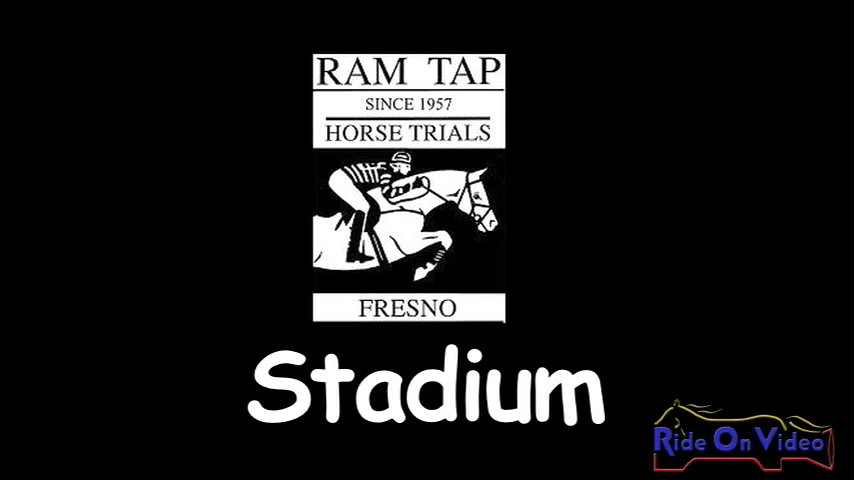 RAM TAP
SINCE 1957
HORSE TRIALS
FRESNO
Stadium
Ride On Video